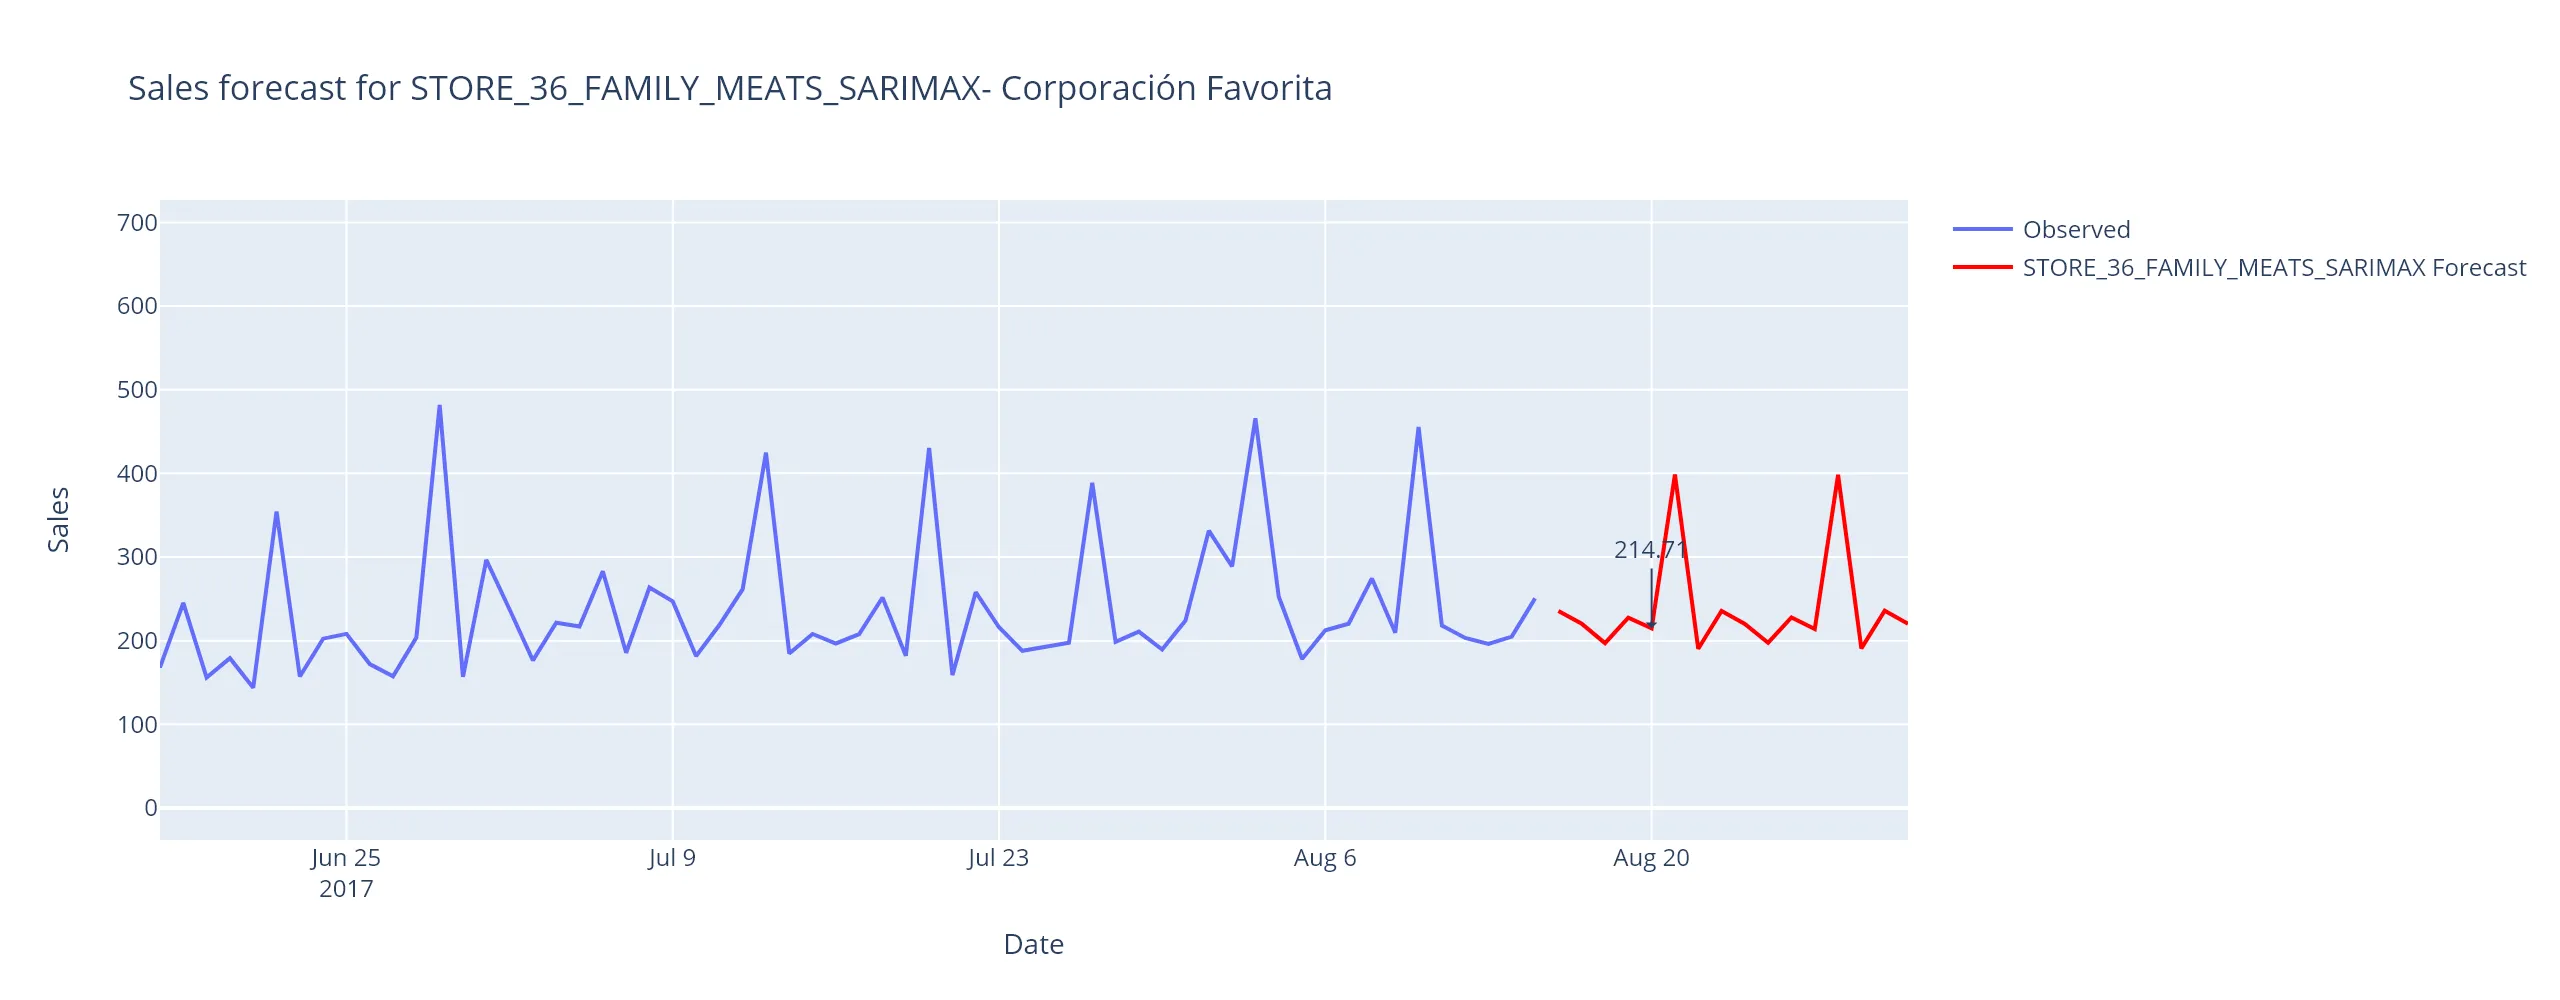 Sales forecast for STORE_36_FAMILY_MEATS_SARIMAX- Corporación Favorita
Observed
STORE_36_FAMILY_MEATS_SARIMAX Forecast
700
600
500
400
300
200
100
0
Sales
214.71
Jun 25
2017
Jul 9
Jul 23
Aug 6
Aug 20
Date